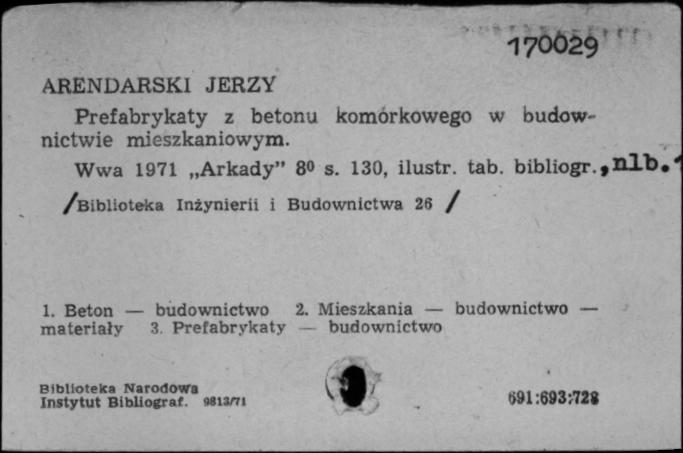 170029
ARENDARSKI JERZY
Prefabrykaty z betonu komórkowego w budow-
nictwie mieszkaniowym.
Wwa 1971 „Arkady” 8⁰ s. 130, ilustr. tab. bibliogr., nlb. 1
/Biblioteka Inżynierii i Budownictwa 26 /
1. Beton — budownictwo 2. Mieszkania — budownictwo —
materiały 3. Prefabrykaty — budownictwo
Biblioteka Narodowa
Instytut Bibliograf. 9813/71
691:693:728